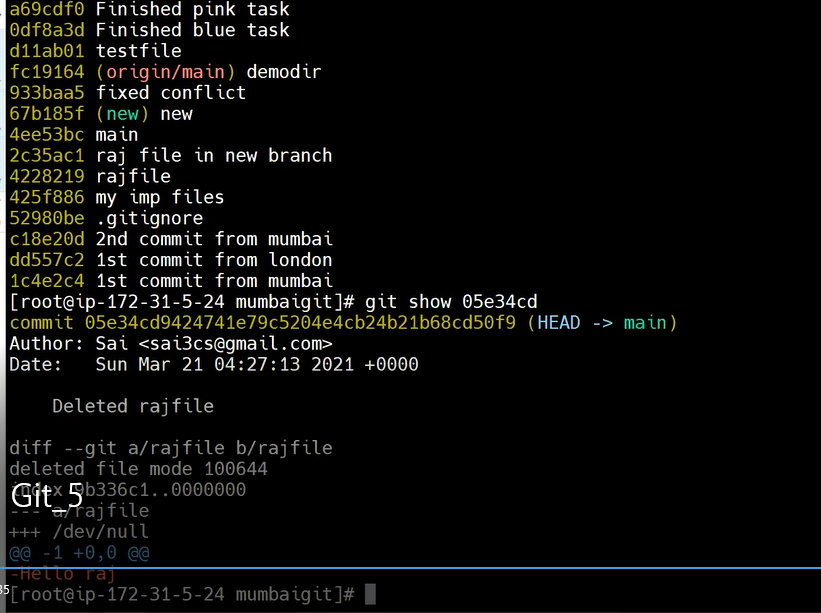 a69cdf0 Finished pink task
0df8a3d Finished blue task
d11ab01 testfile
fc19164 (origin/main) demodir
933baa5 fixed conflict
67b185f (new) new
4ee53bc main
2c35ac1 raj file in new branch
4228219 rajfile
425f886 my imp files
52980be .gitignore
c18e20d 2nd commit from mumbai
dd557c2 1st commit from london
1c4e2c4 1st commit from mumbai
[root@ip-172-31-5-24 mumbaigit]# git show 05e34cd
commit 05e34cd9424741e79c5204e4cb24b21b68cd50f9 (HEAD -> main)
Author: Sai <sai3cs@gmail.com>
Date:   Sun Mar 21 04:27:13 2021 +0000
    Deleted rajfile
diff --git a/rajfile b/rajfile
deleted file mode 100644
index 9b336c1..0000000
Git_5
--- a/rajfile
+++ /dev/null
@@ -1 +0,0 @@
-Hello raj
[root@ip-172-31-5-24 mumbaigit]#